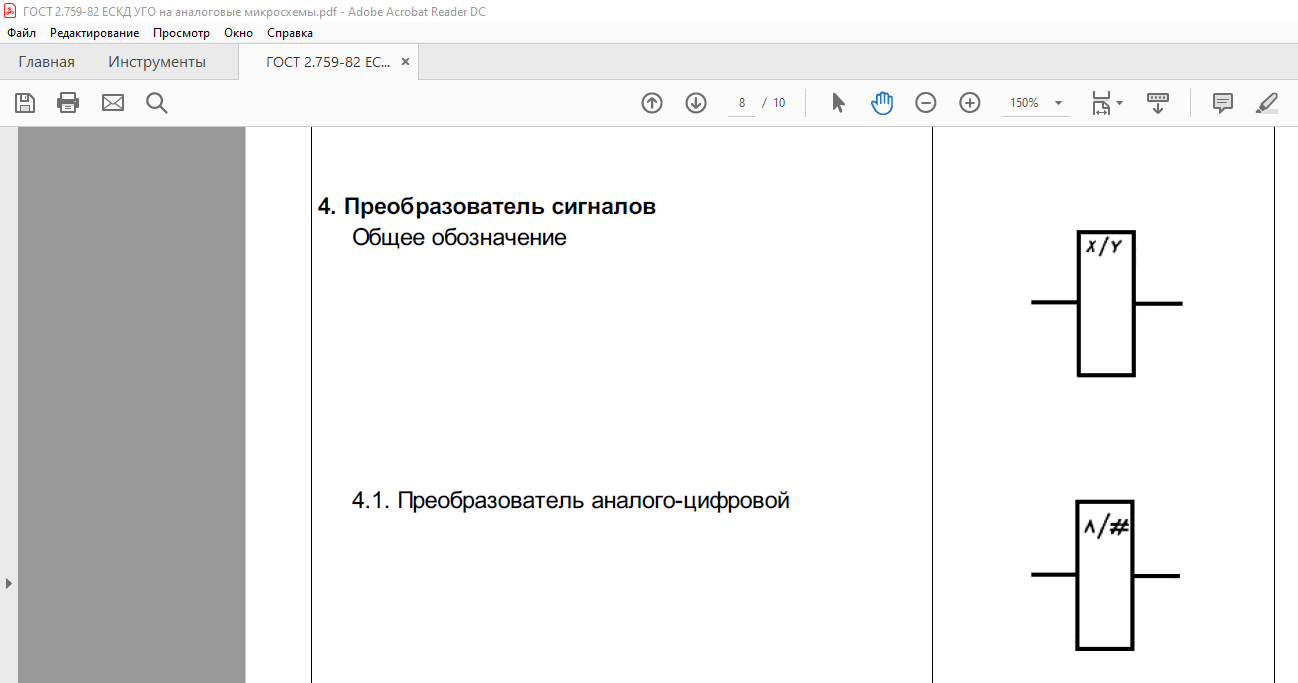 ГОСТ 2.759-82 ЕСКД УГО на аналоговые микросхемы.pdf - Adobe Acrobat Reader DC
Файл Редактирование Просмотр Окно Справка
Главная Инструменты ГОСТ 2.759-82 ЕС... ×
8 / 10 150%
4. Преобразователь сигналов
Общее обозначение
X/Y
4.1. Преобразователь аналого-цифровой
Λ/#